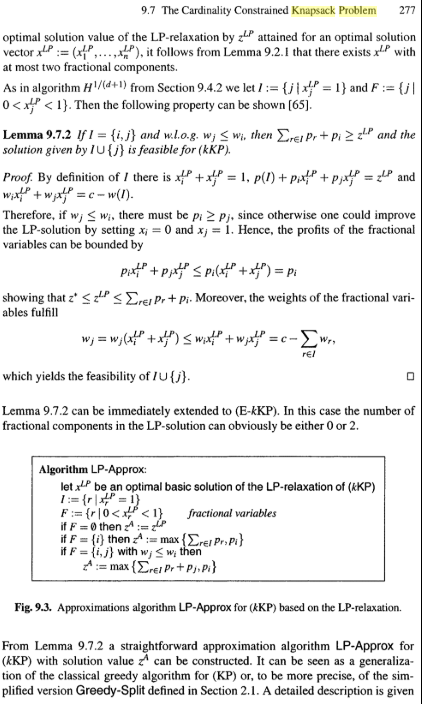 9.7 The Cardinality Constrained Knapsack Problem 277
optimal solution value of the LP-relaxation by z^LP attained for an optimal solution
vector x^LP := (x_1^LP,...,x_n^LP), it follows from Lemma 9.2.1 that there exists x^LP with
at most two fractional components.
As in algorithm H^1/(d+1) from Section 9.4.2 we let I := {j | x_j^LP = 1} and F := {j |
0 < x_j^LP < 1}. Then the following property can be shown [65].
Lemma 9.7.2 If I = {i, j} and w.l.o.g. w_j ≤ w_i, then ∑_{r∈I} p_r + p_i ≥ z^LP and the
solution given by I ∪ {j} is feasible for (kKP).
Proof. By definition of I there is x_i^LP + x_j^LP = 1, p(I) + p_i x_i^LP + p_j x_j^LP = z^LP and
w_i x_i^LP + w_j x_j^LP = c − w(I).
Therefore, if w_j ≤ w_i, there must be p_i ≥ p_j, since otherwise one could improve
the LP-solution by setting x_i = 0 and x_j = 1. Hence, the profits of the fractional
variables can be bounded by
p_i x_i^LP + p_j x_j^LP ≤ p_i(x_i^LP + x_j^LP) = p_i
showing that z* ≤ z^LP ≤ ∑_{r∈I} p_r + p_i. Moreover, the weights of the fractional vari-
ables fulfill
w_j = w_j(x_i^LP + x_j^LP) ≤ w_i x_i^LP + w_j x_j^LP = c − ∑_{r∈I} w_r,
which yields the feasibility of I ∪ {j}. □
Lemma 9.7.2 can be immediately extended to (E-kKP). In this case the number of
fractional components in the LP-solution can obviously be either 0 or 2.
Algorithm LP-Approx:
let x^LP be an optimal basic solution of the LP-relaxation of (kKP)
I := {r | x_r^LP = 1}
F := {r | 0 < x_r^LP < 1} fractional variables
if F = ∅ then z^A := z^LP
if F = {i} then z^A := max {∑_{r∈I} p_r, p_i}
if F = {i, j} with w_j ≤ w_i then
z^A := max {∑_{r∈I} p_r + p_j, p_i}
Fig. 9.3. Approximations algorithm LP-Approx for (kKP) based on the LP-relaxation.
From Lemma 9.7.2 a straightforward approximation algorithm LP-Approx for
(kKP) with solution value z^A can be constructed. It can be seen as a generaliza-
tion of the classical greedy algorithm for (KP) or, to be more precise, of the sim-
plified version Greedy-Split defined in Section 2.1. A detailed description is given